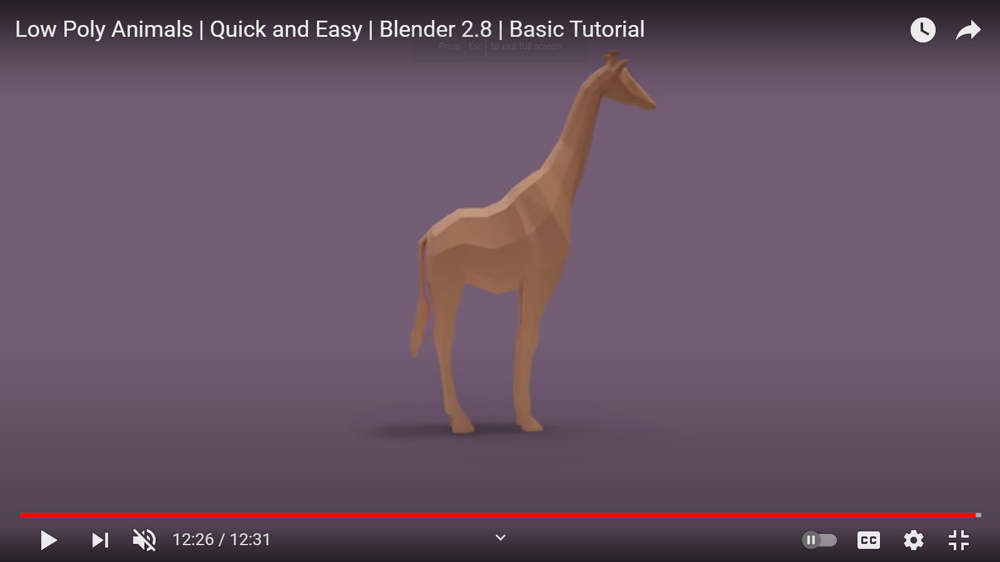 Low Poly Animals | Quick and Easy | Blender 2.8 | Basic Tutorial
Press Esc to exit full screen
12:26 / 12:31
CC